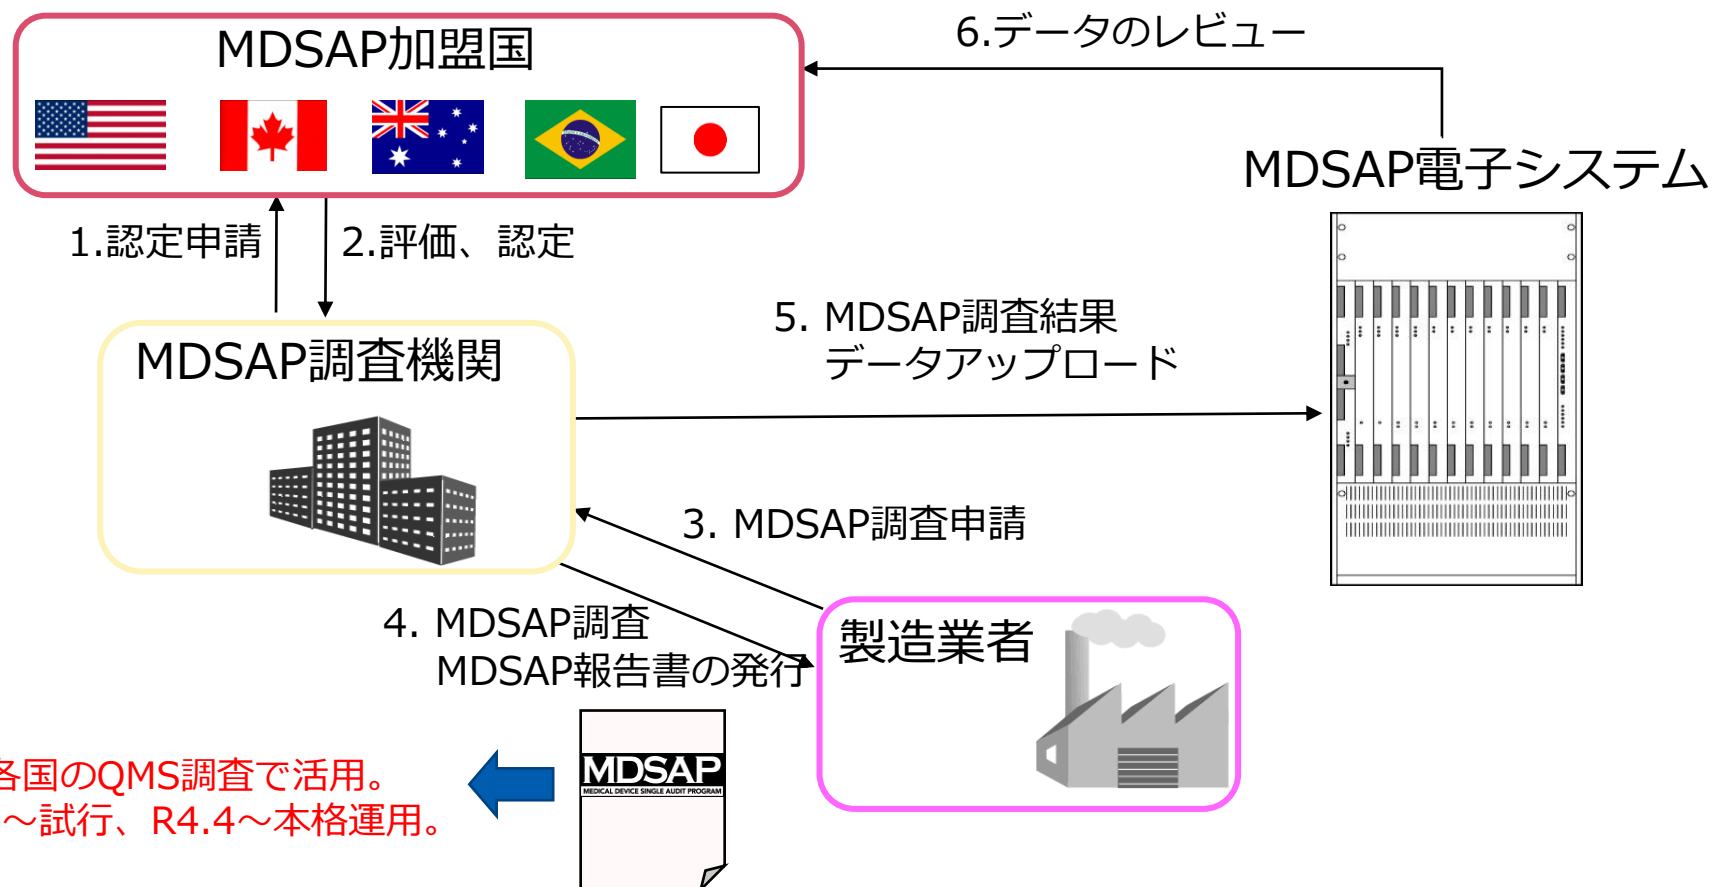 MDSAP加盟国
6.データのレビュー
MDSAP電子システム
1.認定申請
2.評価、認定
5. MDSAP調査結果
データアップロード
MDSAP調査機関
3. MDSAP調査申請
4. MDSAP調査
MDSAP報告書の発行
製造業者
MDSAP
MEDICAL DEVICE SINGLE AUDIT PROGRAM
各国のQMS調査で活用。
～試行、R4.4～本格運用。